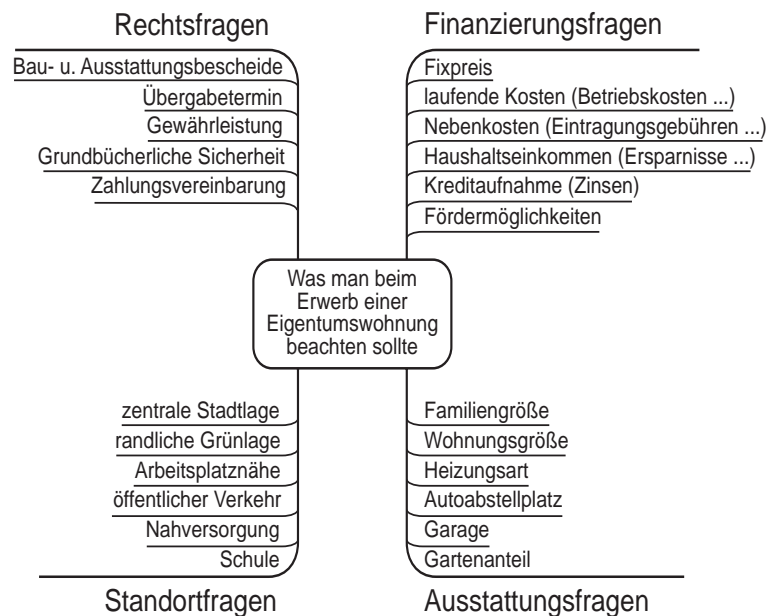 Rechtsfragen
Bau- u. Ausstattungsbescheide
Übergabetermin
Gewährleistung
Grundbücherliche Sicherheit
Zahlungsvereinbarung
Finanzierungsfragen
Fixpreis
laufende Kosten (Betriebskosten ...)
Nebenkosten (Eintragungsgebühren ...)
Haushaltseinkommen (Ersparnisse ...)
Kreditaufnahme (Zinsen)
Fördermöglichkeiten
Was man beim
Erwerb einer
Eigentumswohnung
beachten sollte
zentrale Stadtlage
randliche Grünlage
Arbeitsplatznähe
öffentlicher Verkehr
Nahversorgung
Schule
Standortfragen
Familiengröße
Wohnungsgröße
Heizungsart
Autoabstellplatz
Garage
Gartenanteil
Ausstattungsfragen